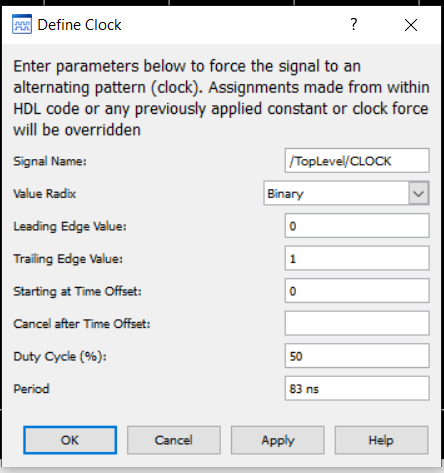 Define Clock
Enter parameters below to force the signal to an
alternating pattern (clock). Assignments made from within
HDL code or any previously applied constant or clock force
will be overridden
Signal Name: /TopLevel/CLOCK
Value Radix Binary
Leading Edge Value: 0
Trailing Edge Value: 1
Starting at Time Offset: 0
Cancel after Time Offset:
Duty Cycle (%): 50
Period 83 ns
OK Cancel Apply Help